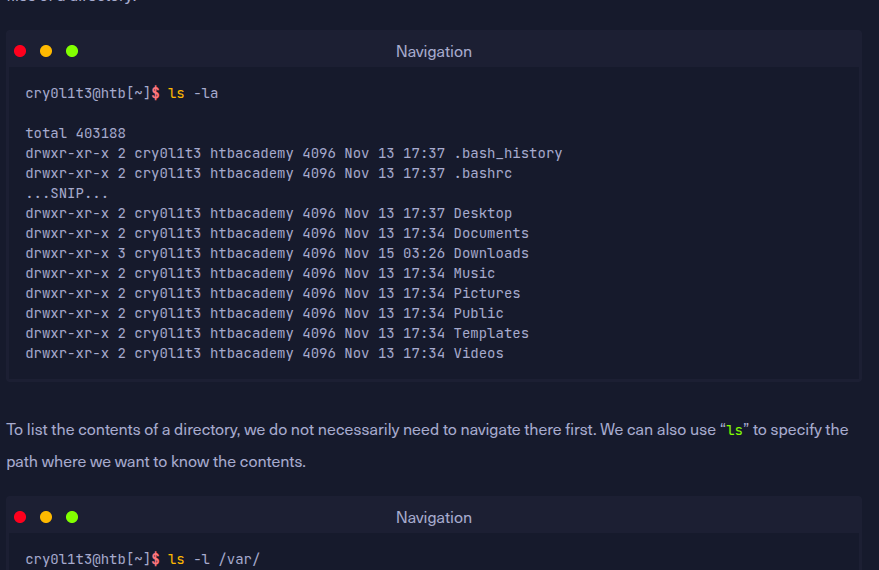 files of a directory.
Navigation
cry0l1t3@htb[~]$ ls -la
total 403188
drwxr-xr-x 2 cry0l1t3 htbacademy 4096 Nov 13 17:37 .bash_history
drwxr-xr-x 2 cry0l1t3 htbacademy 4096 Nov 13 17:37 .bashrc
...SNIP...
drwxr-xr-x 2 cry0l1t3 htbacademy 4096 Nov 13 17:37 Desktop
drwxr-xr-x 2 cry0l1t3 htbacademy 4096 Nov 13 17:34 Documents
drwxr-xr-x 3 cry0l1t3 htbacademy 4096 Nov 15 03:26 Downloads
drwxr-xr-x 2 cry0l1t3 htbacademy 4096 Nov 13 17:34 Music
drwxr-xr-x 2 cry0l1t3 htbacademy 4096 Nov 13 17:34 Pictures
drwxr-xr-x 2 cry0l1t3 htbacademy 4096 Nov 13 17:34 Public
drwxr-xr-x 2 cry0l1t3 htbacademy 4096 Nov 13 17:34 Templates
drwxr-xr-x 2 cry0l1t3 htbacademy 4096 Nov 13 17:34 Videos
To list the contents of a directory, we do not necessarily need to navigate there first. We can also use “ls” to specify the
path where we want to know the contents.
Navigation
cry0l1t3@htb[~]$ ls -l /var/